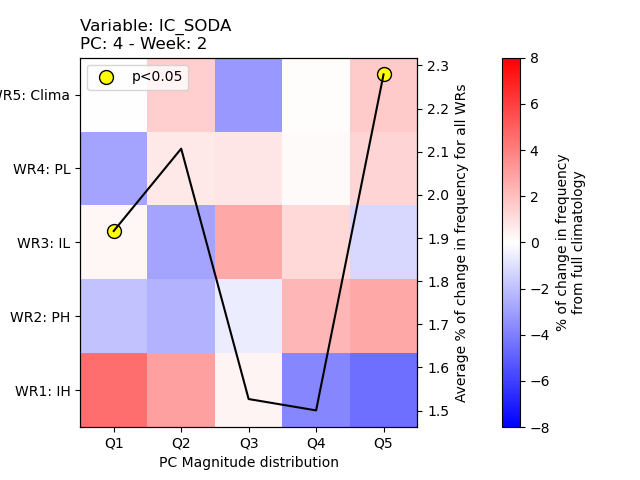 Variable: IC_SODA
PC: 4 - Week: 2
p<0.05
WR5: Clima
WR4: PL
WR3: IL
WR2: PH
WR1: IH
Q1 Q2 Q3 Q4 Q5
PC Magnitude distribution
2.3
2.2
2.1
2.0
1.9
1.8
1.7
1.6
1.5
Average % of change in frequency for all WRs
8
6
4
2
0
−2
−4
−6
−8
% of change in frequency
from full climatology